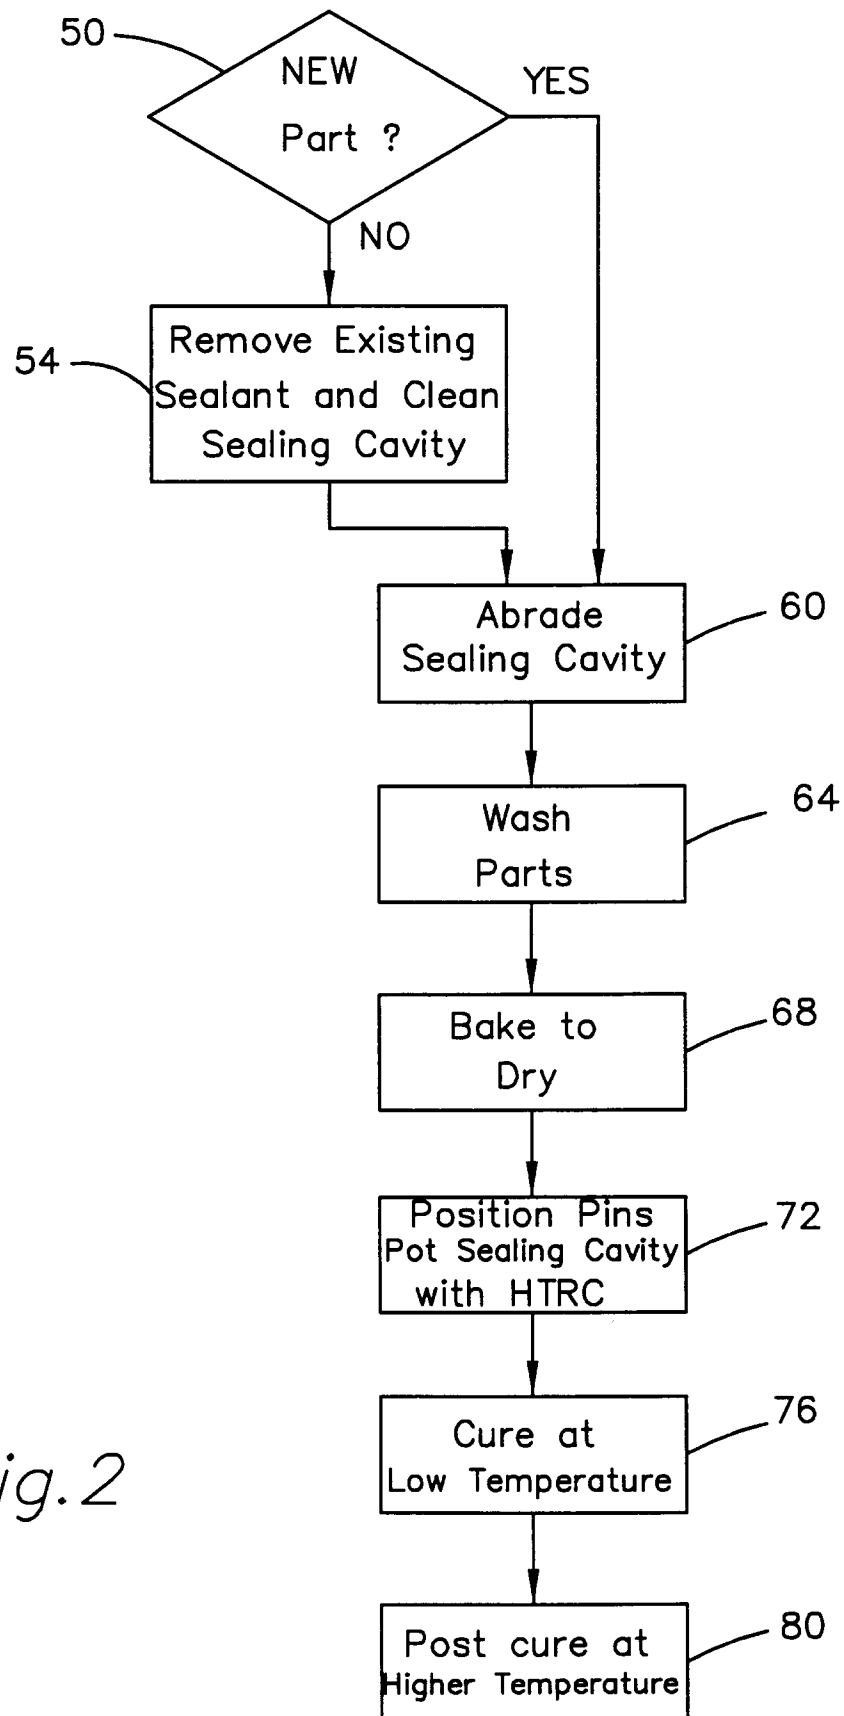 50
NEW
Part ?
YES
NO
54
Remove Existing
Sealant and Clean
Sealing Cavity
60
Abrade
Sealing Cavity
64
Wash
Parts
68
Bake to
Dry
72
Position Pins
Pot Sealing Cavity
with HTRC
76
Cure at
Low Temperature
ig. 2
80
Post cure at
Higher Temperature